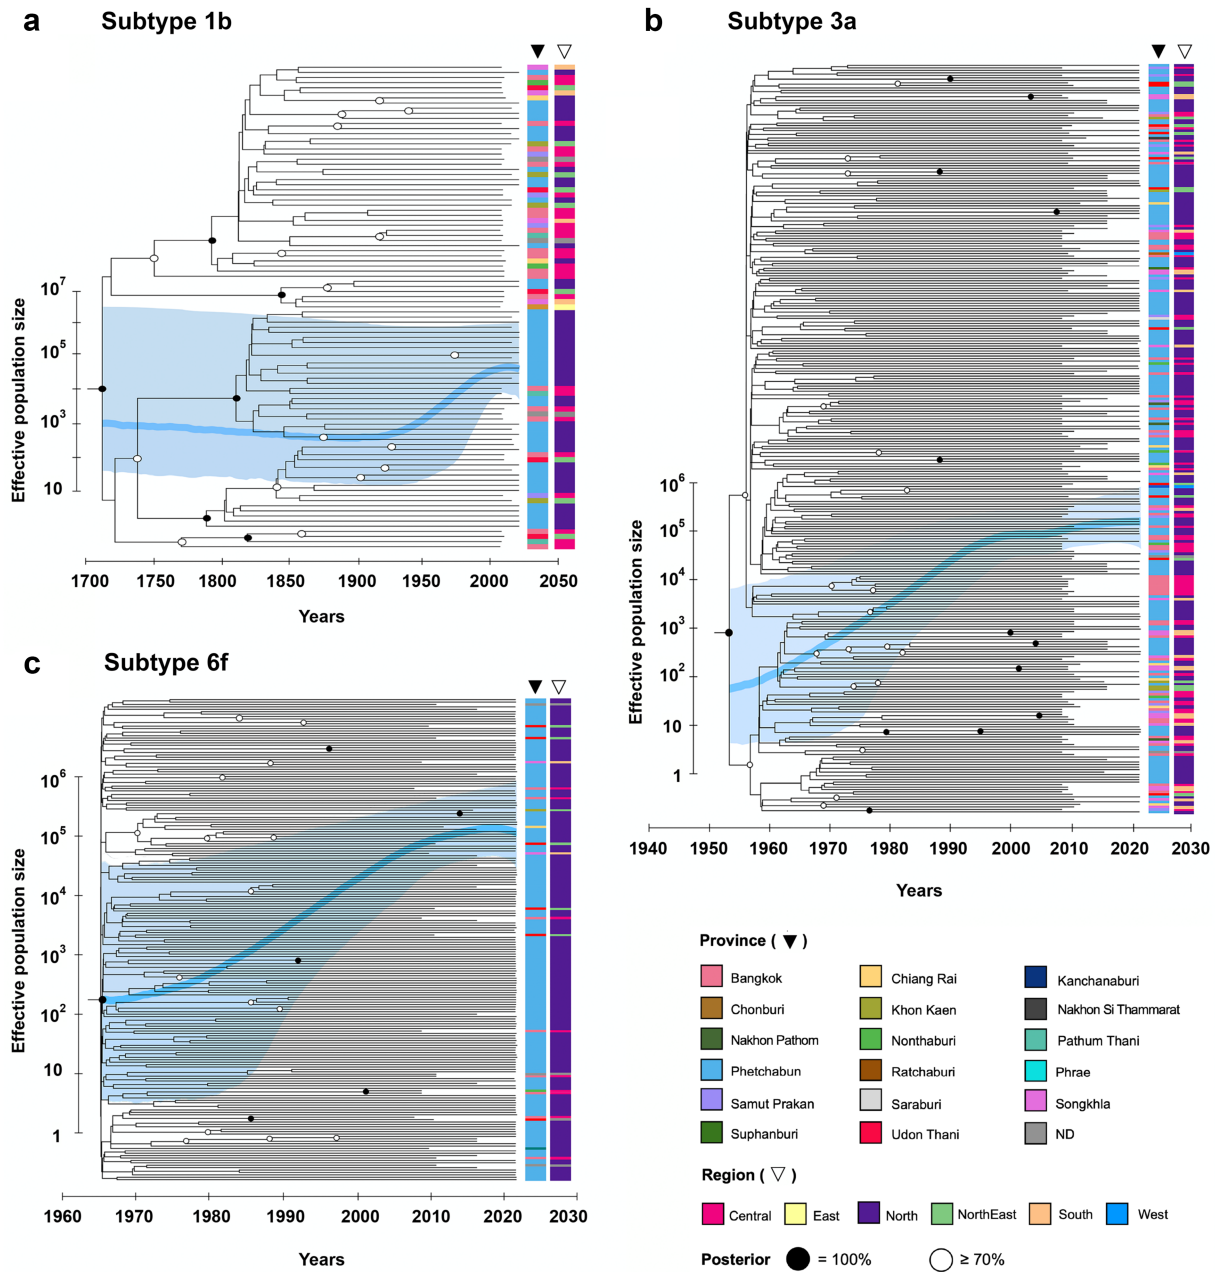 a Subtype 1b
▼ ▽
Effective population size
10⁷
10⁵
10³
10
1700 1750 1800 1850 1900 1950 2000 2050
Years
b Subtype 3a
▼ ▽
Effective population size
10⁶
10⁵
10⁴
10³
10²
10
1
1940 1950 1960 1970 1980 1990 2000 2010 2020 2030
Years
c Subtype 6f
▼ ▽
Effective population size
10⁶
10⁵
10⁴
10³
10²
10
1
1960 1970 1980 1990 2000 2010 2020 2030
Years
Province ( ▼ )
Bangkok Chiang Rai Kanchanaburi
Chonburi Khon Kaen Nakhon Si Thammarat
Nakhon Pathom Nonthaburi Pathum Thani
Phetchabun Ratchaburi Phrae
Samut Prakan Saraburi Songkhla
Suphanburi Udon Thani ND
Region ( ▽ )
Central East North NorthEast South West
Posterior = 100% ≥ 70%